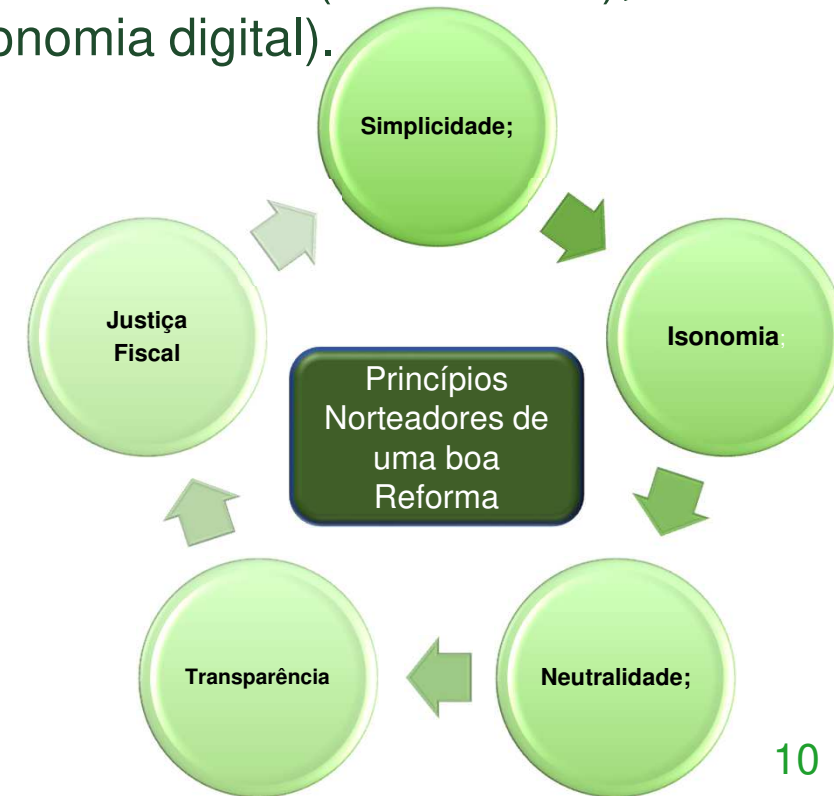 onomia digital).
Simplicidade;
Isonomia;
Neutralidade;
Transparência
Justiça
Fiscal
Princípios
Norteadores de
uma boa
Reforma
10